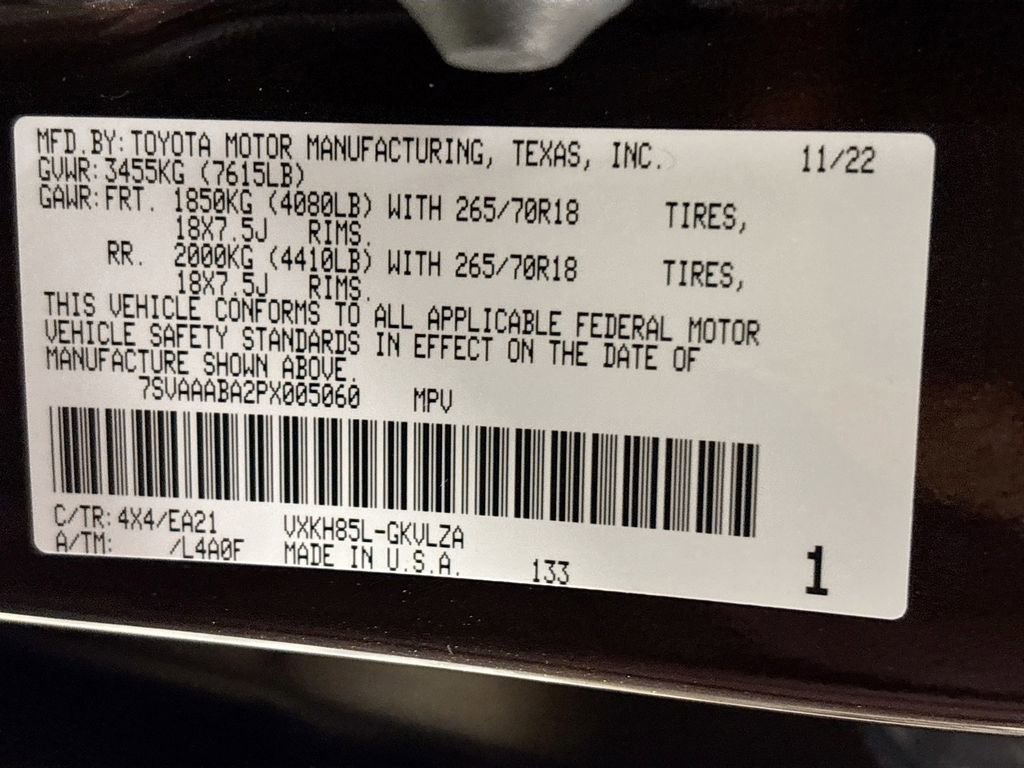 MFD.BY: TOYOTA MOTOR MANUFACTURING, TEXAS, INC. 11/22
GVWR: 3455KG (7615LB)
GAWR: FRT. 1850KG (4080LB) WITH 265/70R18 TIRES,
18X7.5J RIMS.
RR. 2000KG (4410LB) WITH 265/70R18 TIRES,
18X7.5J RIMS.
THIS VEHICLE CONFORMS TO ALL APPLICABLE FEDERAL MOTOR
VEHICLE SAFETY STANDARDS IN EFFECT ON THE DATE OF
MANUFACTURE SHOWN ABOVE.
7SVAAABA2PX005060 MPV
C/TR: 4X4/EA21 VXKH85L-GKVLZA
A/TM: /L4A0F MADE IN U.S.A. 133 1